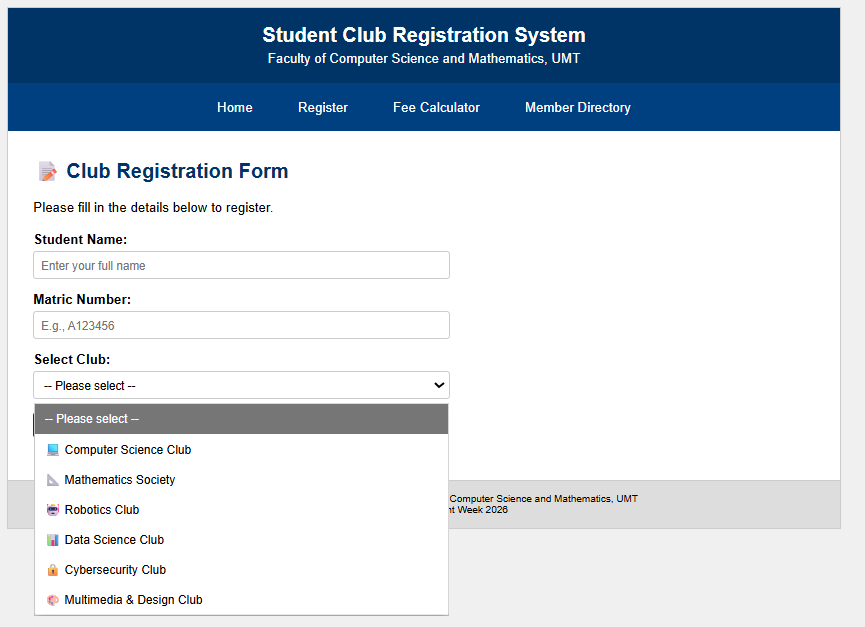 Student Club Registration System
Faculty of Computer Science and Mathematics, UMT
Home Register Fee Calculator Member Directory
Club Registration Form
Please fill in the details below to register.
Student Name:
Enter your full name
Matric Number:
E.g., A123456
Select Club:
-- Please select --
-- Please select --
Computer Science Club
Mathematics Society
Robotics Club
Data Science Club
Cybersecurity Club
Multimedia & Design Club
Computer Science and Mathematics, UMT
Week 2026